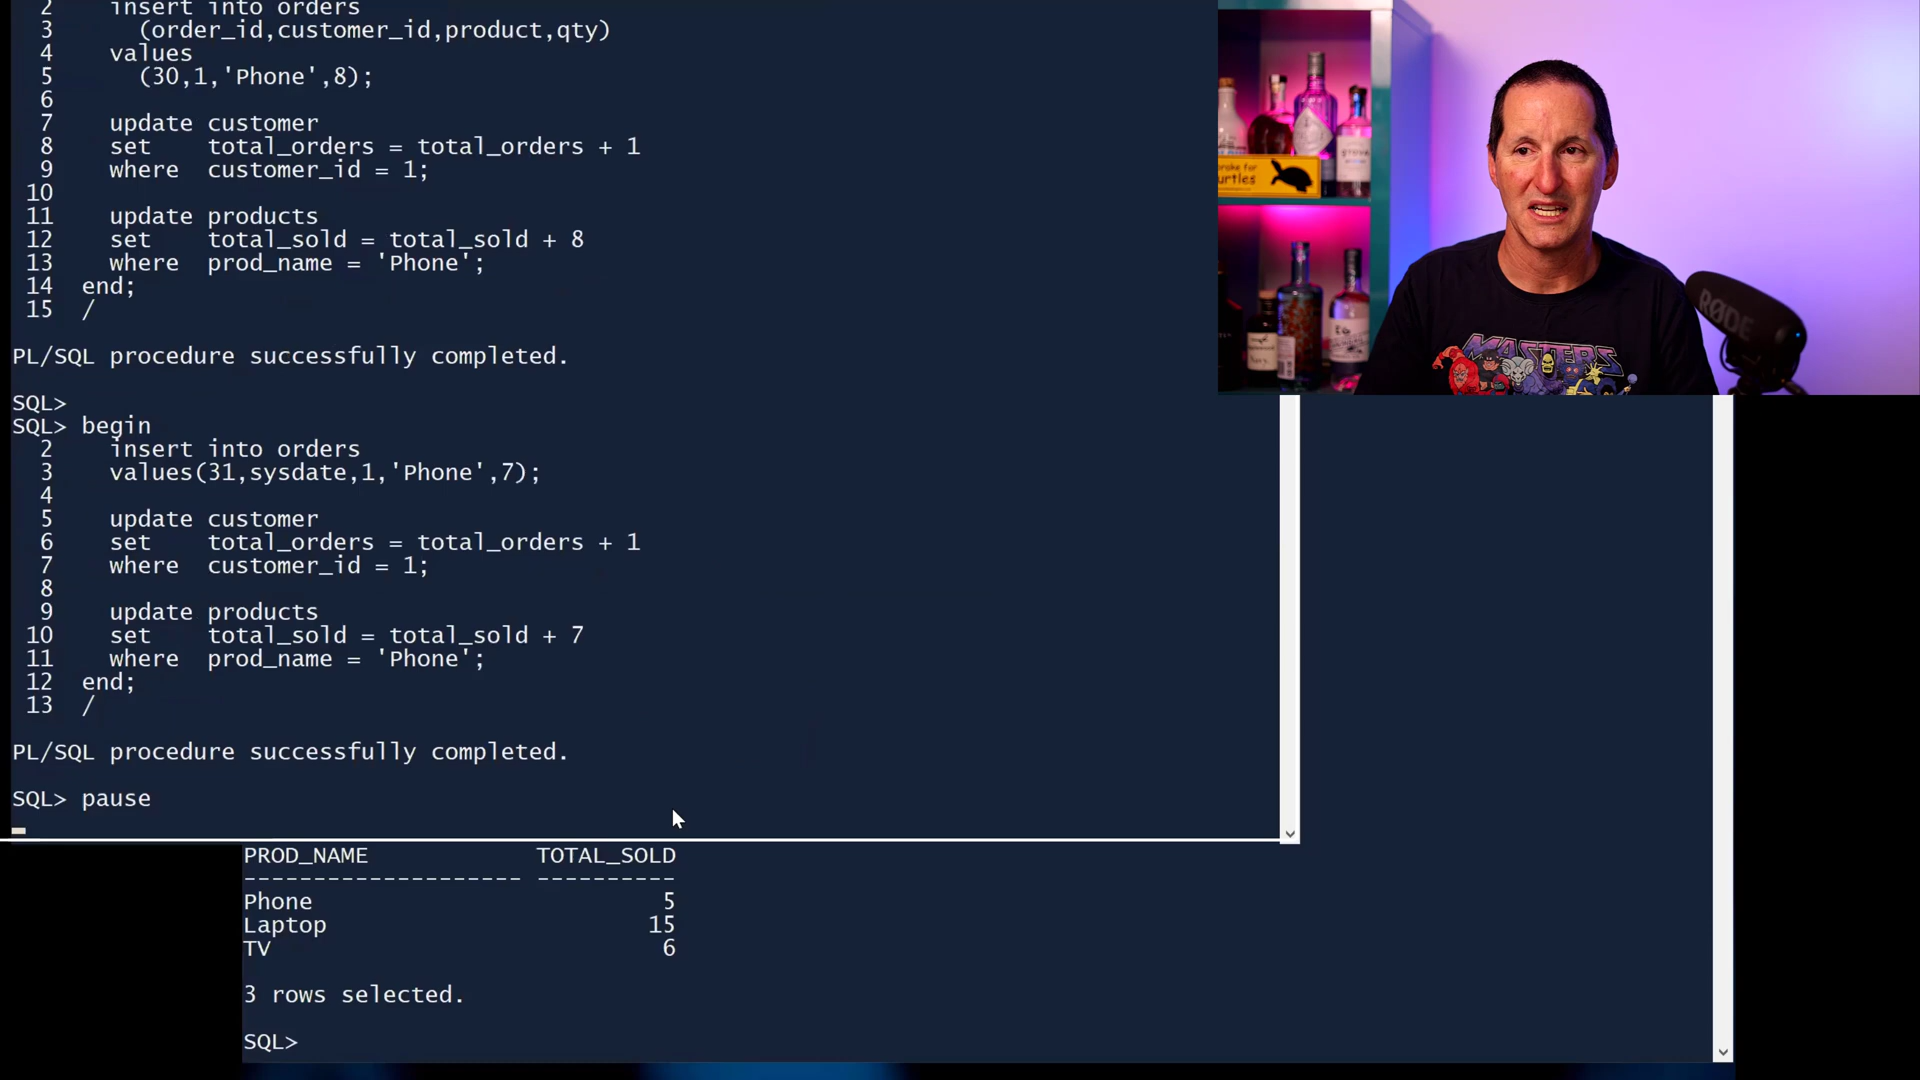 2    insert into orders
3      (order_id,customer_id,product,qty)
4    values
5      (30,1,'Phone',8);
6
7    update customer
8    set    total_orders = total_orders + 1
9    where  customer_id = 1;
10
11    update products
12    set    total_sold = total_sold + 8
13    where  prod_name = 'Phone';
14  end;
15  /
PL/SQL procedure successfully completed.
SQL>
SQL> begin
2    insert into orders
3    values(31,sysdate,1,'Phone',7);
4
5    update customer
6    set    total_orders = total_orders + 1
7    where  customer_id = 1;
8
9    update products
10    set    total_sold = total_sold + 7
11    where  prod_name = 'Phone';
12  end;
13  /
PL/SQL procedure successfully completed.
SQL> pause
PROD_NAME            TOTAL_SOLD
-------------------- ----------
Phone                         5
Laptop                       15
TV                            6
3 rows selected.
SQL>
RØDE
MASTERS